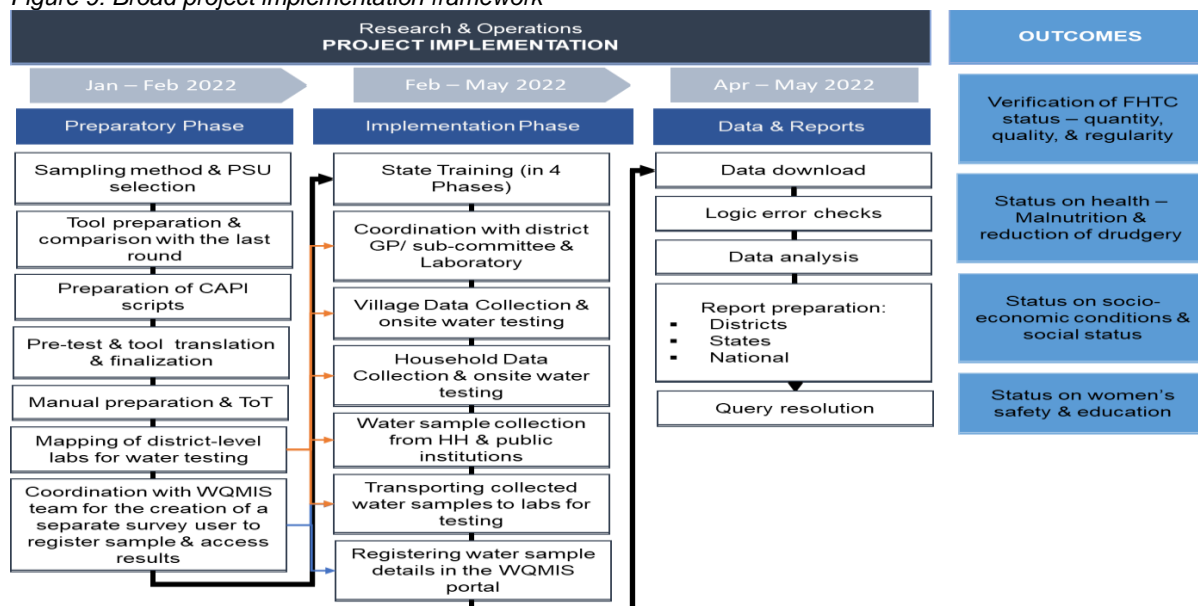 Figure 9: Broad project implementation framework
Research & Operations
PROJECT IMPLEMENTATION
Jan – Feb 2022
Preparatory Phase
Sampling method & PSU
selection
Tool preparation &
comparison with the last
round
Preparation of CAPI
scripts
Pre-test & tool translation
& finalization
Manual preparation & ToT
Mapping of district-level
labs for water testing
Coordination with WQMIS
team for the creation of a
separate survey user to
register sample & access
results
Feb – May 2022
Implementation Phase
State Training (in 4
Phases)
Coordination with district
GP/ sub-committee &
Laboratory
Village Data Collection &
onsite water testing
Household Data
Collection & onsite water
testing
Water sample collection
from HH & public
institutions
Transporting collected
water samples to labs for
testing
Registering water sample
details in the WQMIS
portal
Apr – May 2022
Data & Reports
Data download
Logic error checks
Data analysis
Report preparation:
▪ Districts
▪ States
▪ National
Query resolution
OUTCOMES
Verification of FHTC
status – quantity,
quality, & regularity
Status on health –
Malnutrition &
reduction of drudgery
Status on socio-
economic conditions &
social status
Status on women's
safety & education